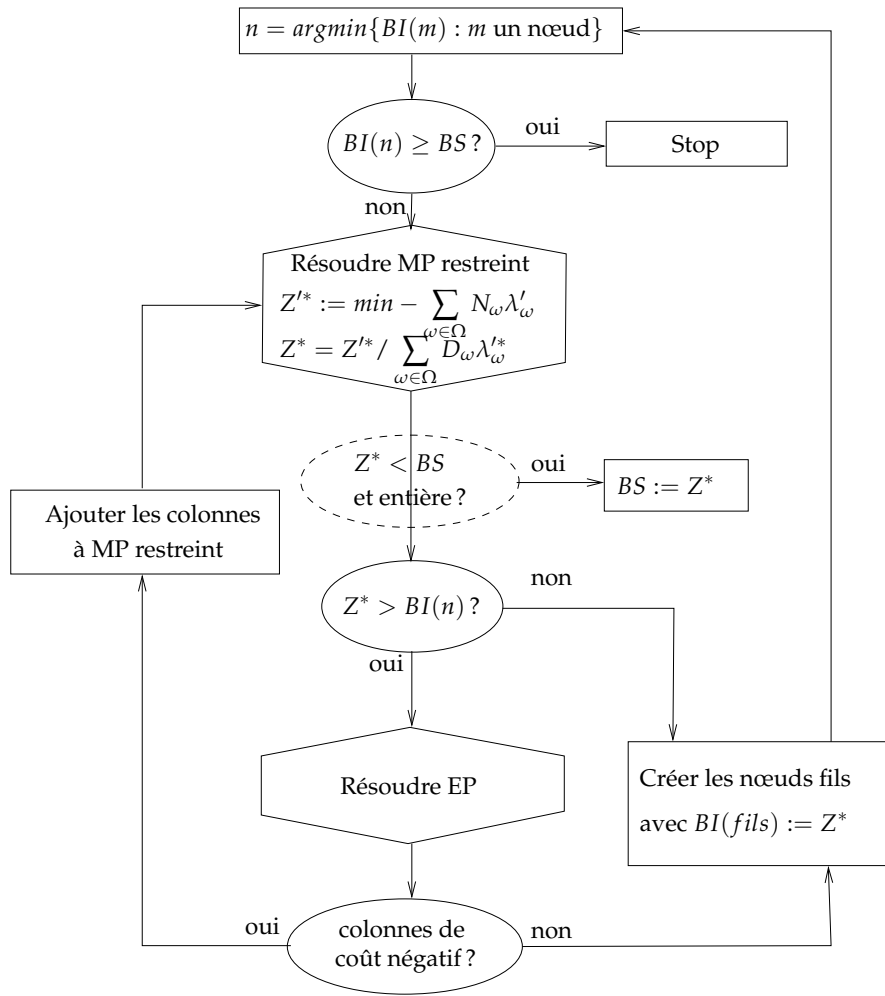 n = argmin{BI(m) : m un nœud}
BI(n) ≥ BS ?
oui
Stop
non
Résoudre MP restreint
Z′* := min − ∑_{ω∈Ω} N_ω λ′_ω
Z* = Z′* / ∑_{ω∈Ω} D_ω λ′*_ω
Z* < BS
et entière ?
oui
BS := Z*
Ajouter les colonnes
à MP restreint
Z* > BI(n) ?
non
oui
Résoudre EP
Créer les nœuds fils
avec BI(fils) := Z*
oui
colonnes de
coût négatif ?
non